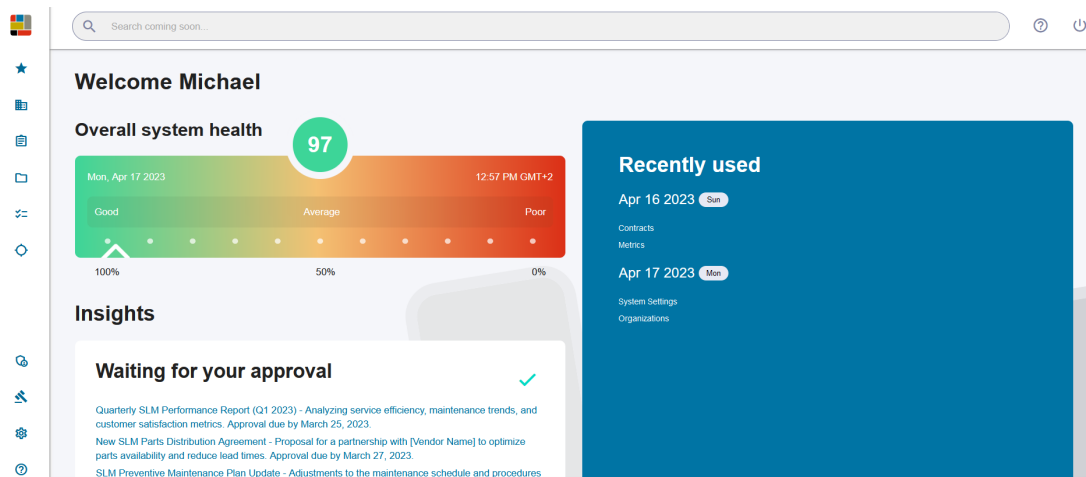 Search coming soon...
Welcome Michael
Overall system health
97
Mon, Apr 17 2023
12:57 PM GMT+2
Good
Average
Poor
100%
50%
0%
Insights
Waiting for your approval
Quarterly SLM Performance Report (Q1 2023) - Analyzing service efficiency, maintenance trends, and
customer satisfaction metrics. Approval due by March 25, 2023.
New SLM Parts Distribution Agreement - Proposal for a partnership with [Vendor Name] to optimize
parts availability and reduce lead times. Approval due by March 27, 2023.
SLM Preventive Maintenance Plan Update - Adjustments to the maintenance schedule and procedures
Recently used
Apr 16 2023 Sun
Contracts
Metrics
Apr 17 2023 Mon
System Settings
Organizations